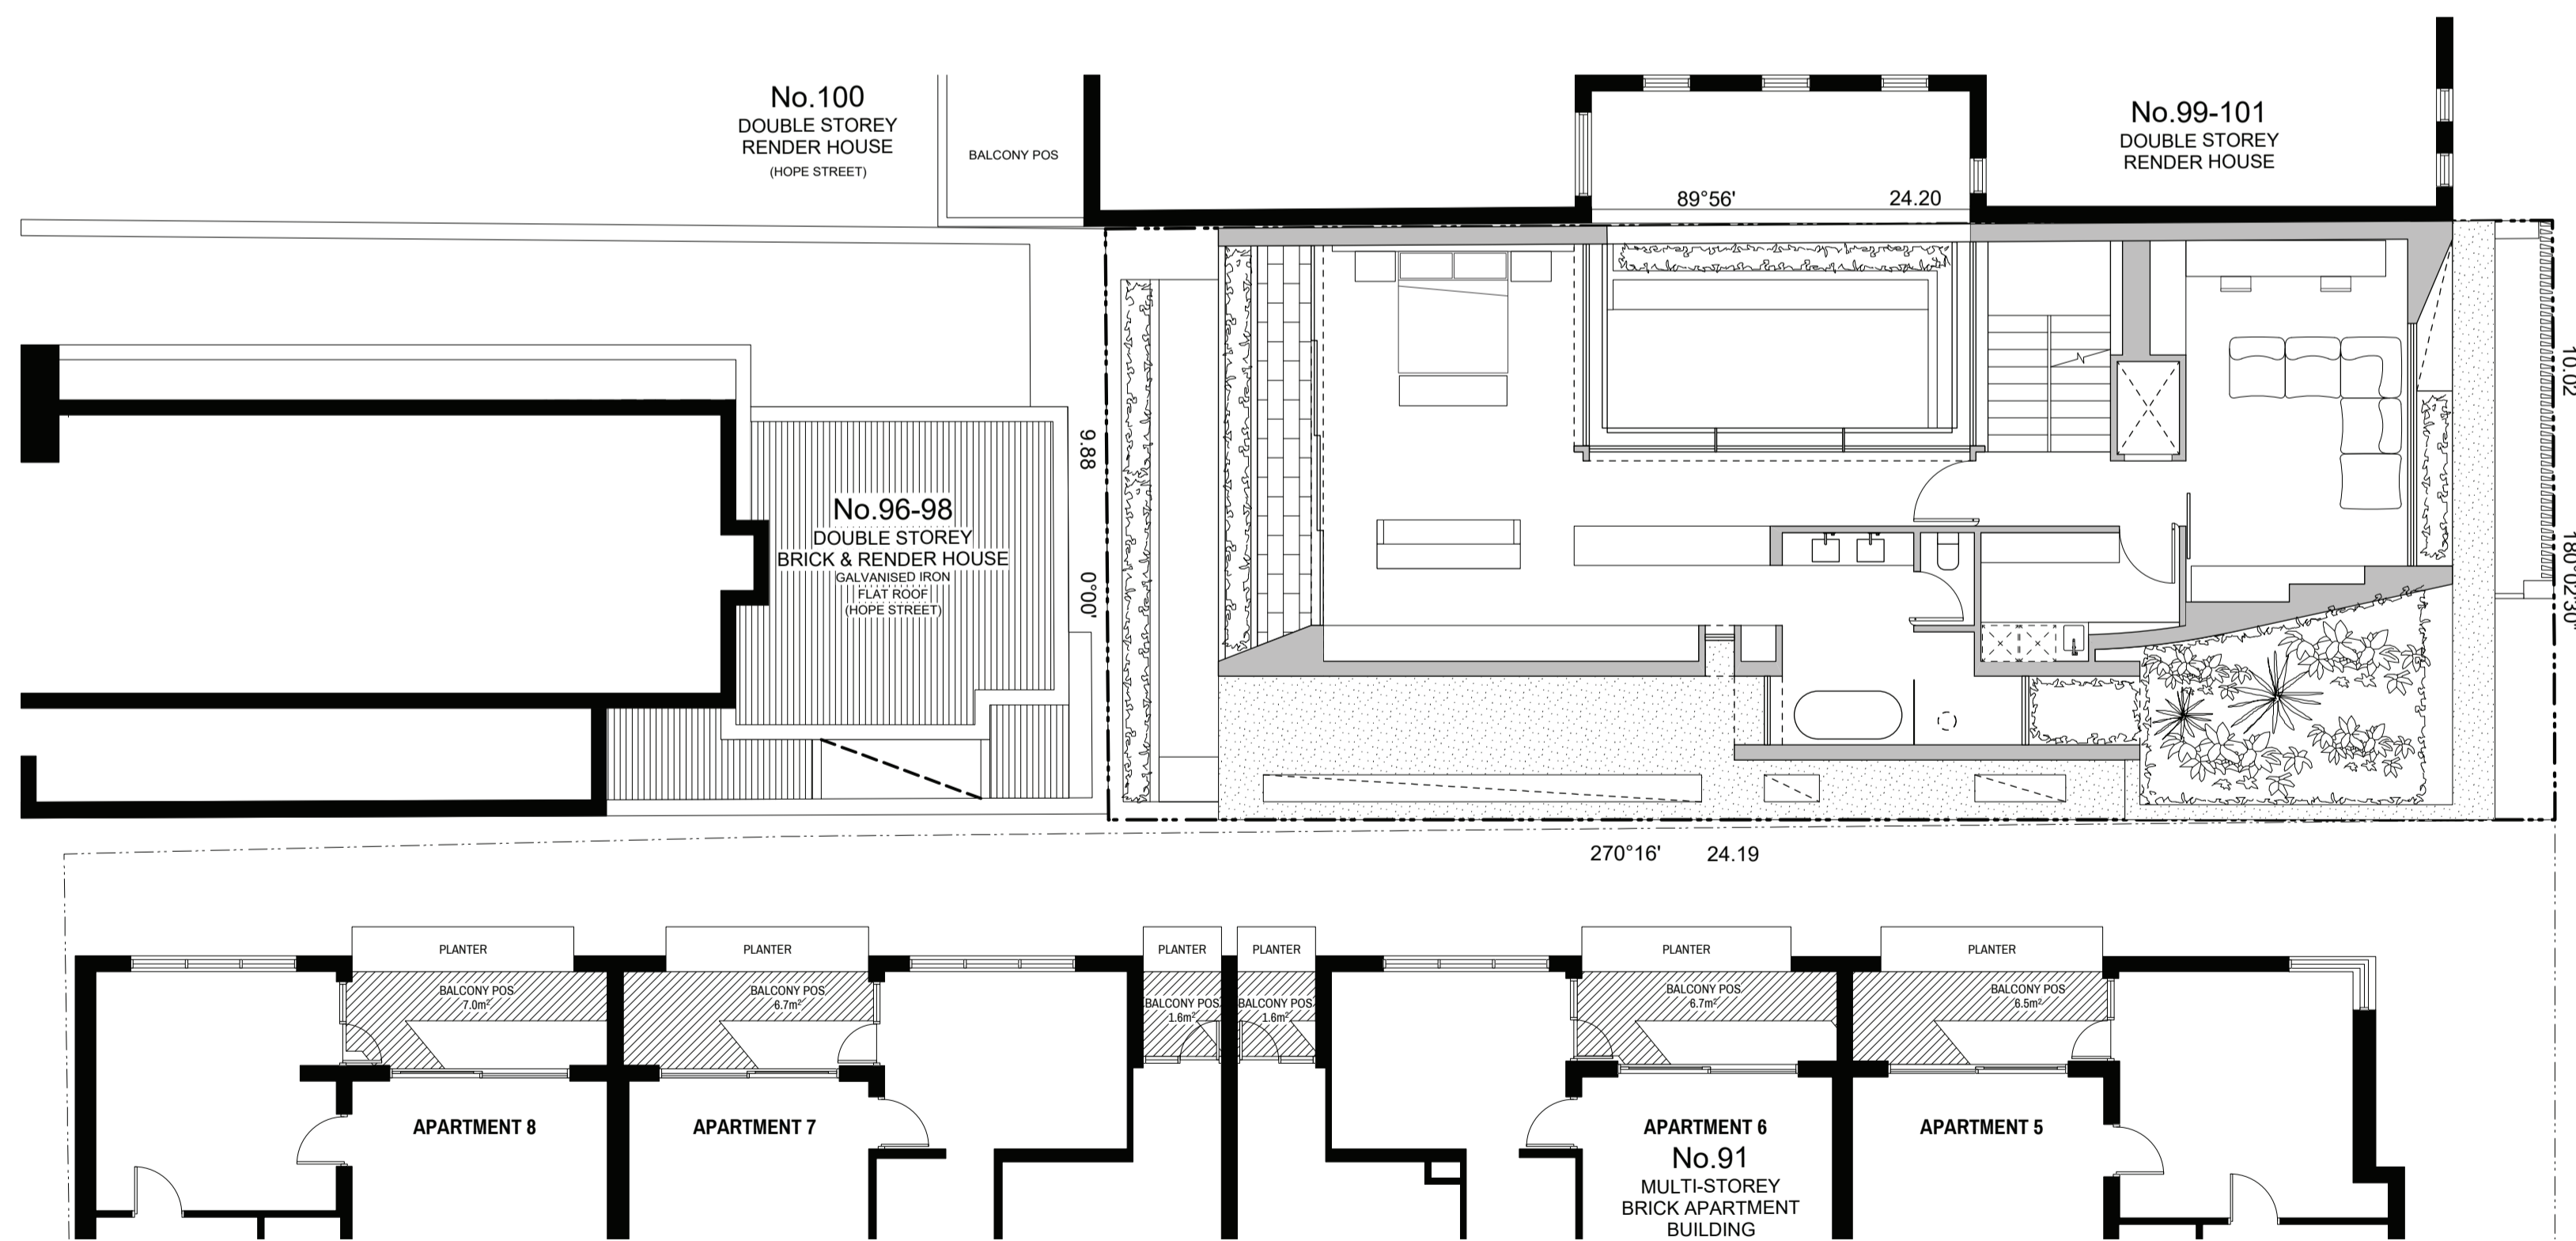 No.100
DOUBLE STOREY
RENDER HOUSE
(HOPE STREET)
BALCONY POS
No.99-101
DOUBLE STOREY
RENDER HOUSE
89°56' 24.20
10.02
180°02'30"
9.88
0°00'
No.96-98
DOUBLE STOREY
BRICK & RENDER HOUSE
GALVANISED IRON
FLAT ROOF
(HOPE STREET)
N
270°16' 24.19
PLANTER
PLANTER
PLANTER
PLANTER
PLANTER
PLANTER
BALCONY POS
7.0m²
BALCONY POS
6.7m²
BALCONY POS
1.6m²
BALCONY POS
1.6m²
BALCONY POS
6.7m²
BALCONY POS
6.5m²
APARTMENT 8
APARTMENT 7
APARTMENT 6
APARTMENT 5
No.91
MULTI-STOREY
BRICK APARTMENT
BUILDING